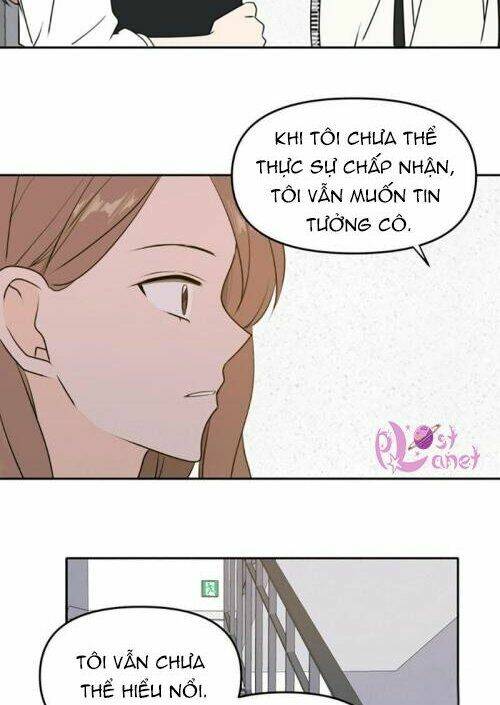 KHI TÔI CHƯA THỂ
THỰC SỰ CHẤP NHẬN,
TÔI VẪN MUỐN TIN
TƯỞNG CÔ.
Lost
Planet
TÔI VẪN CHƯA
THỂ HIỂU NỔI.